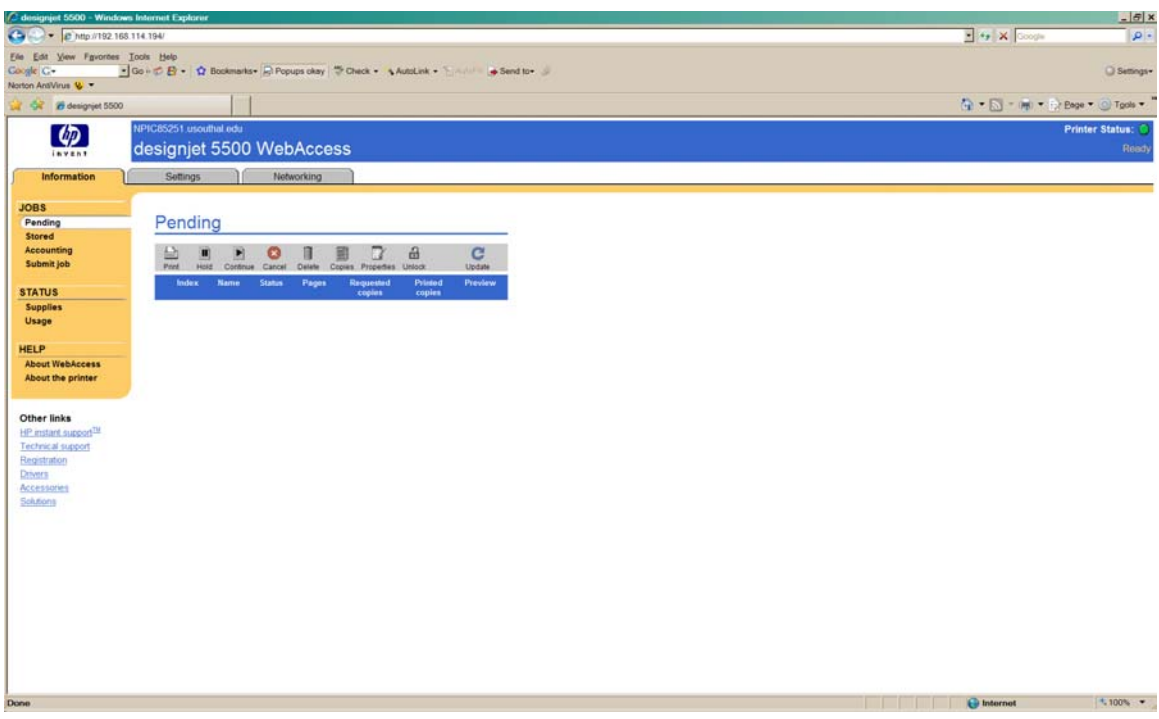 designjet 5500 - Windows Internet Explorer
http://192.168.114.194/
Google
File Edit View Favorites Tools Help
Google G Go Bookmarks Popups okay Check AutoLink AutoFill Send to Settings
Norton AntiVirus
designjet 5500 Page Tools
hp NPIC85251.usouthal.edu Printer Status:
invent designjet 5500 WebAccess Ready
Information Settings Networking
JOBS
Pending
Stored
Accounting
Submit job
STATUS
Supplies
Usage
HELP
About WebAccess
About the printer
Other links
HP instant support™
Technical support
Registration
Drivers
Accessories
Solutions
Pending
Print Hold Continue Cancel Delete Copies Properties Unlock Update
Index Name Status Pages Requested copies Printed copies Preview
Done Internet 100%